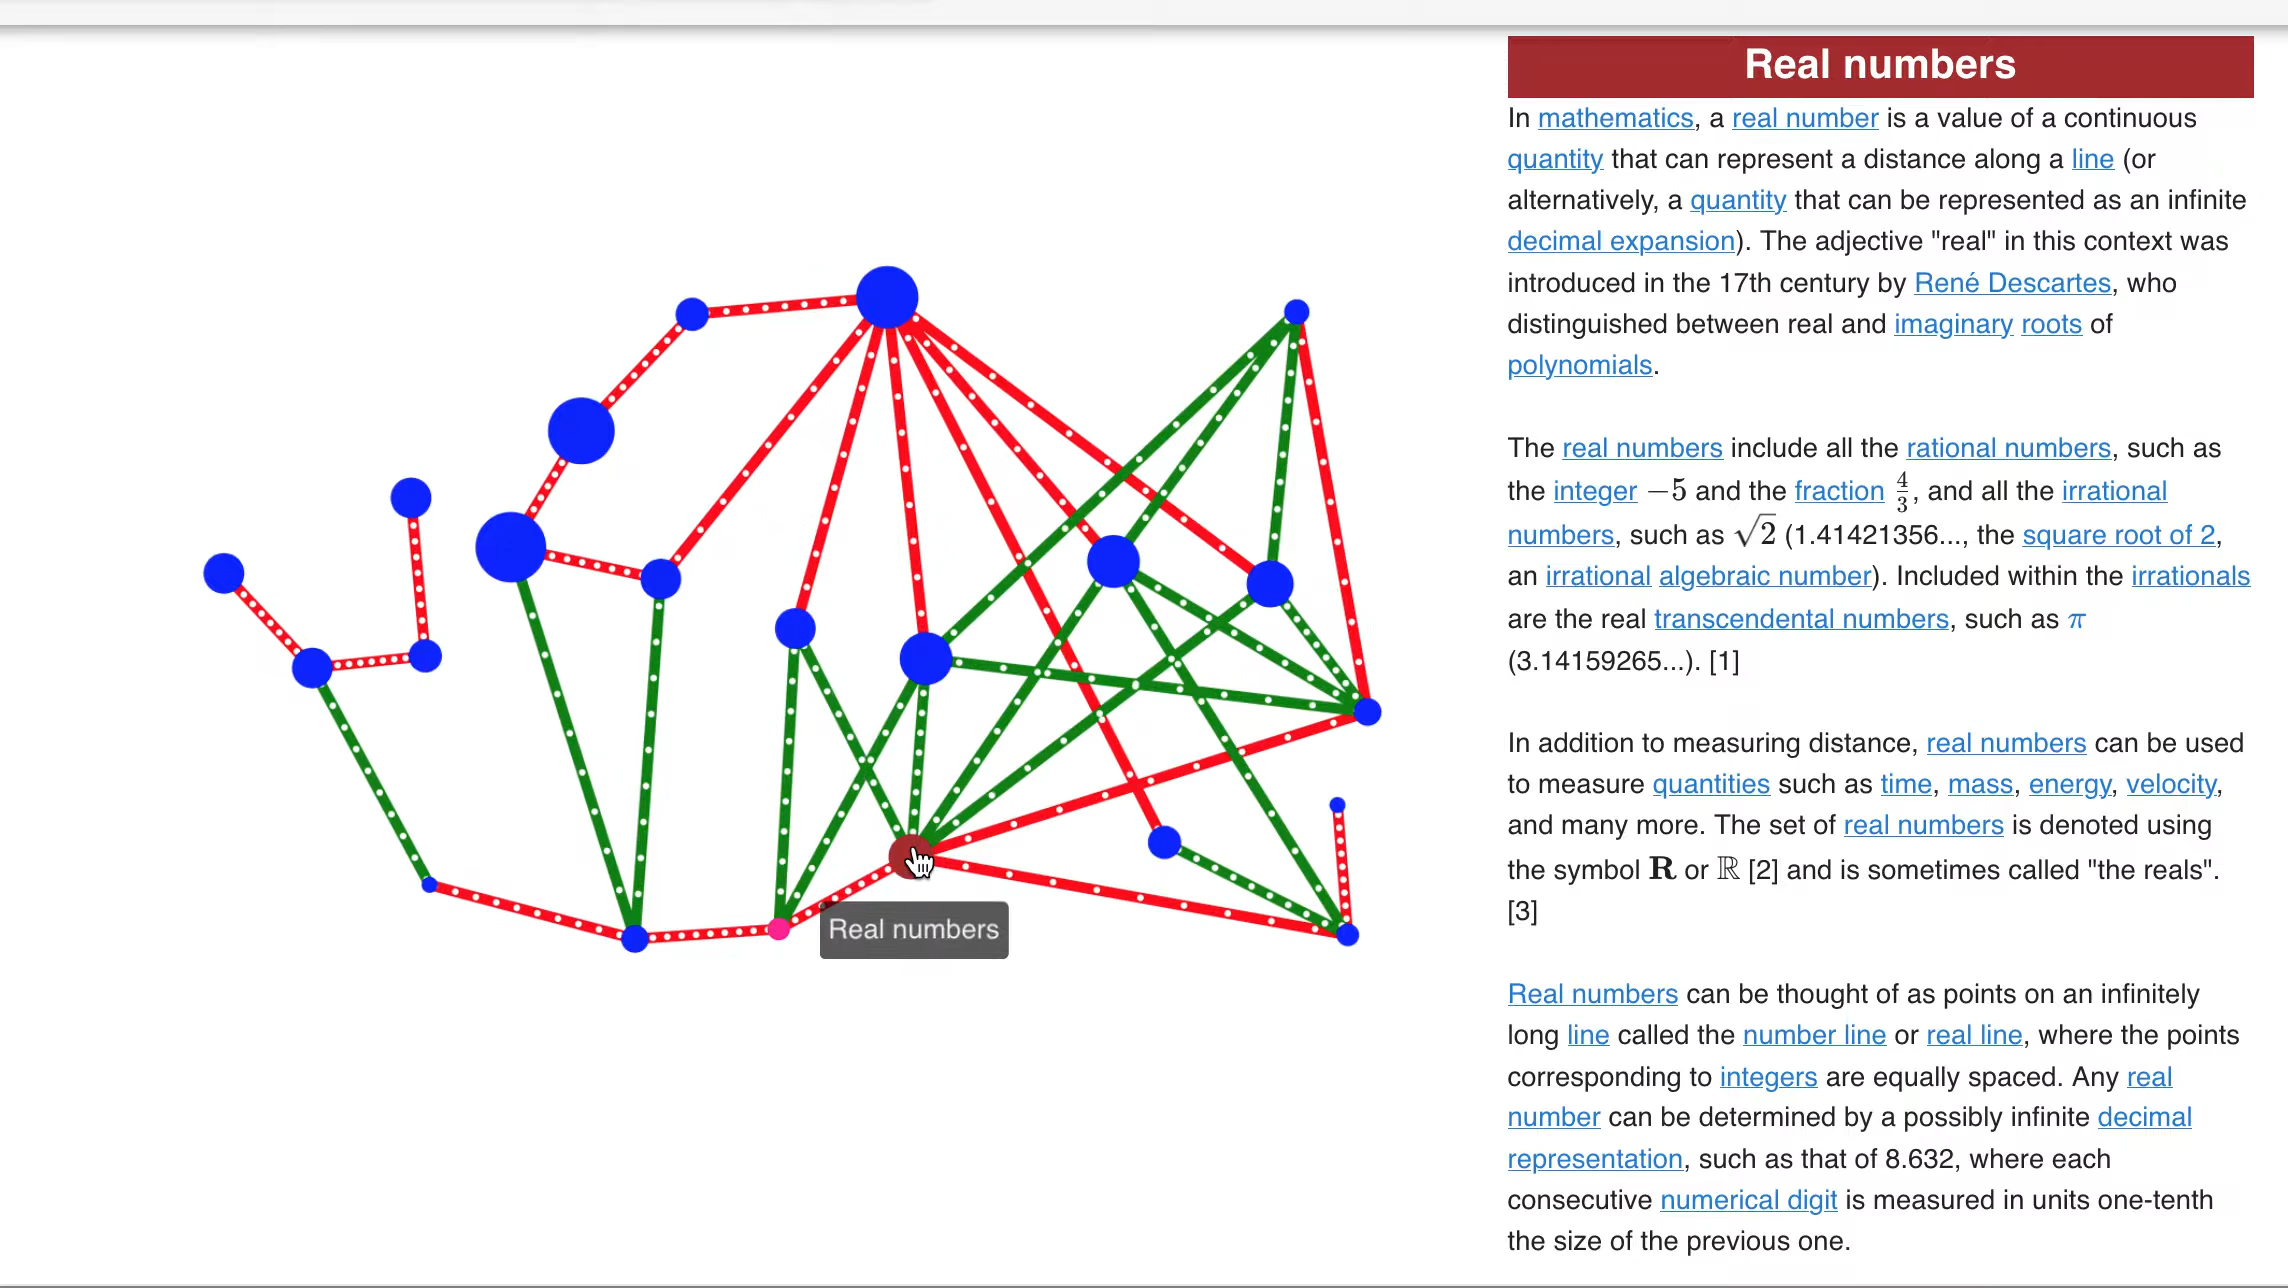 Real numbers
In mathematics, a real number is a value of a continuous
quantity that can represent a distance along a line (or
alternatively, a quantity that can be represented as an infinite
decimal expansion). The adjective "real" in this context was
introduced in the 17th century by René Descartes, who
distinguished between real and imaginary roots of
polynomials.
The real numbers include all the rational numbers, such as
the integer −5 and the fraction 4/3, and all the irrational
numbers, such as √2 (1.41421356..., the square root of 2,
an irrational algebraic number). Included within the irrationals
are the real transcendental numbers, such as π
(3.14159265...). [1]
In addition to measuring distance, real numbers can be used
to measure quantities such as time, mass, energy, velocity,
and many more. The set of real numbers is denoted using
the symbol R or ℝ [2] and is sometimes called "the reals".
[3]
Real numbers can be thought of as points on an infinitely
long line called the number line or real line, where the points
corresponding to integers are equally spaced. Any real
number can be determined by a possibly infinite decimal
representation, such as that of 8.632, where each
consecutive numerical digit is measured in units one-tenth
the size of the previous one.
Real numbers